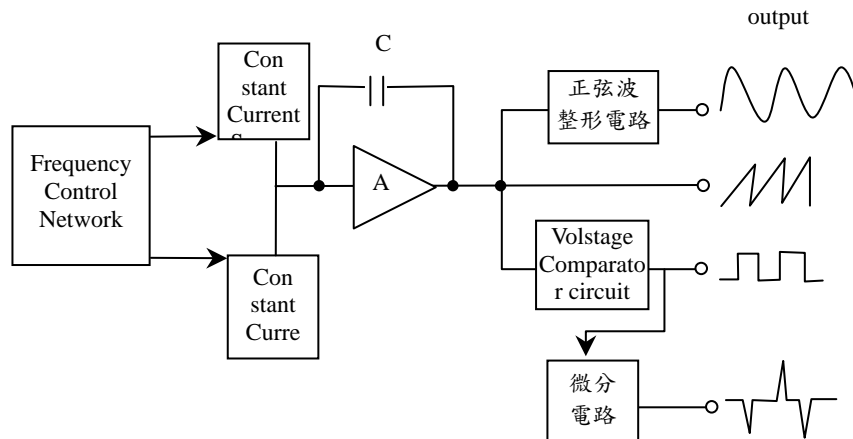 output
C
Con
stant
Current
正弦波
整形電路
Frequency
Control
Network
A
Volstage
Comparato
r circuit
Con
stant
Curre
微分
電路